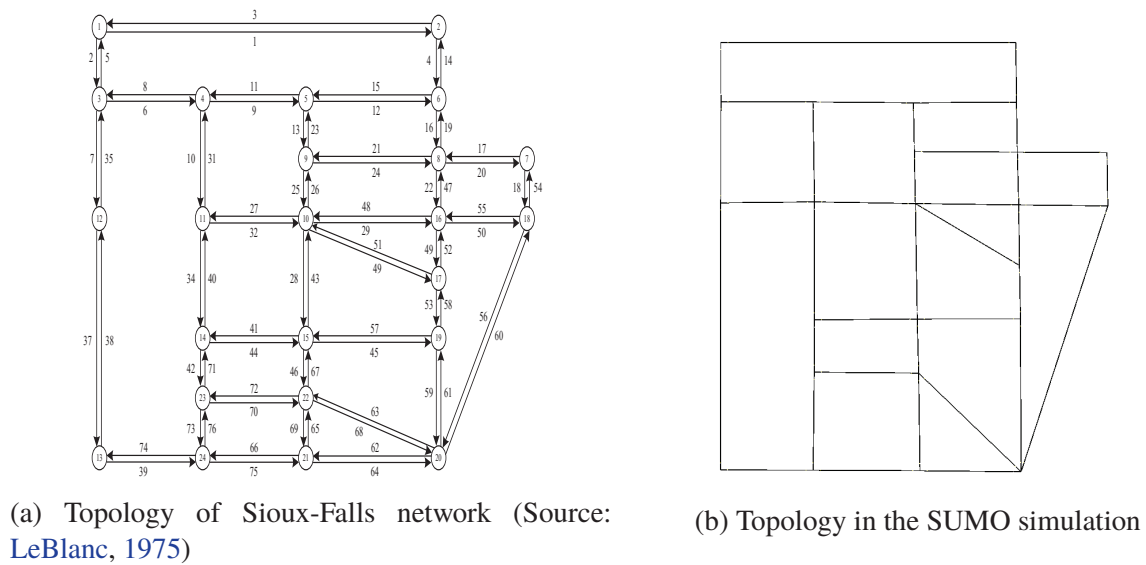 3
1 2
1
2 5 4 14
8 11 15
3 4 5 6
6 9 12
13 23 16 19
21 17
7 35 10 31 9 8 7
24 20
25 26 22 47 18 54
27 48 55
12 11 10 16 18
32 29 50
51 49 52
49
17
34 40 28 43 53 58
41 57 56
37 38 14 15 19 60
44 45
42 71 46 67
72 59 61
23 22 63
70 68
73 76 69 65
74 66 62
13 24 21 20
39 75 64
(a) Topology of Sioux-Falls network (Source:
LeBlanc, 1975)
(b) Topology in the SUMO simulation